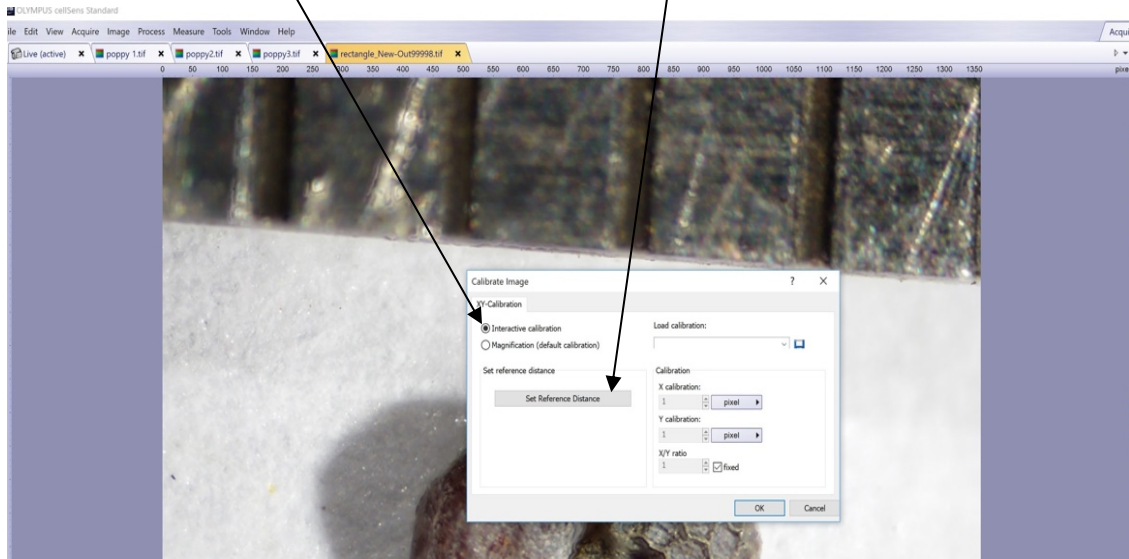 OLYMPUS cellSens Standard
ile Edit View Acquire Image Process Measure Tools Window Help
Acqui
Live (active) poppy 1.tif poppy2.tif poppy3.tif rectangle_New-Out99998.tif
0 50 100 150 200 250 300 350 400 450 500 550 600 650 700 750 800 850 900 950 1000 1050 1100 1150 1200 1250 1300 1350 pixe
Calibrate Image ?
XY-Calibration
Interactive calibration Load calibration:
Magnification (default calibration)
Set reference distance Calibration
X calibration:
Set Reference Distance 1 pixel
Y calibration:
1 pixel
X/Y ratio
1 fixed
OK Cancel